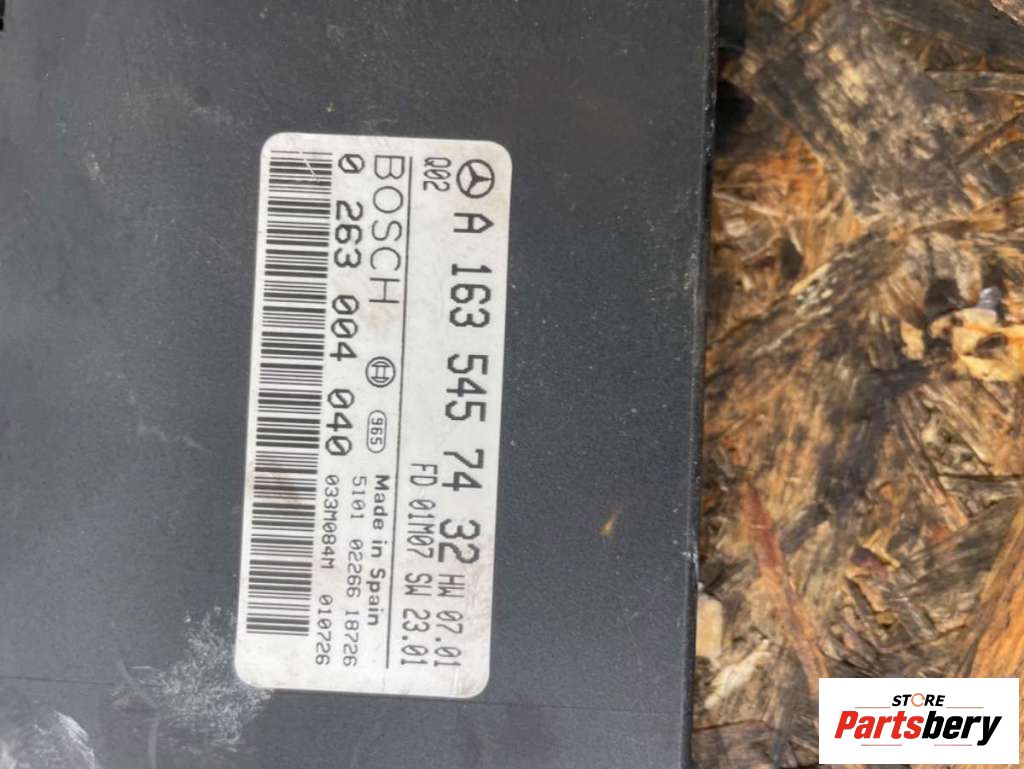 A 163 545 74 32 HW 07.01
Q02 FD 01M07 SW 23.01
BOSCH 965 Made in Spain
5101 02266 18726
0 263 004 040 033M084M 010726
STORE
Partsbery